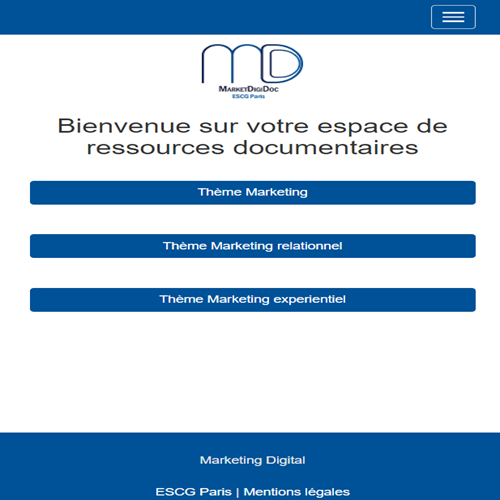 MD
MARKETDIGIDOC
ESCG Paris
Bienvenue sur votre espace de
ressources documentaires
Thème Marketing
Thème Marketing relationnel
Thème Marketing experientiel
Marketing Digital
ESCG Paris | Mentions légales